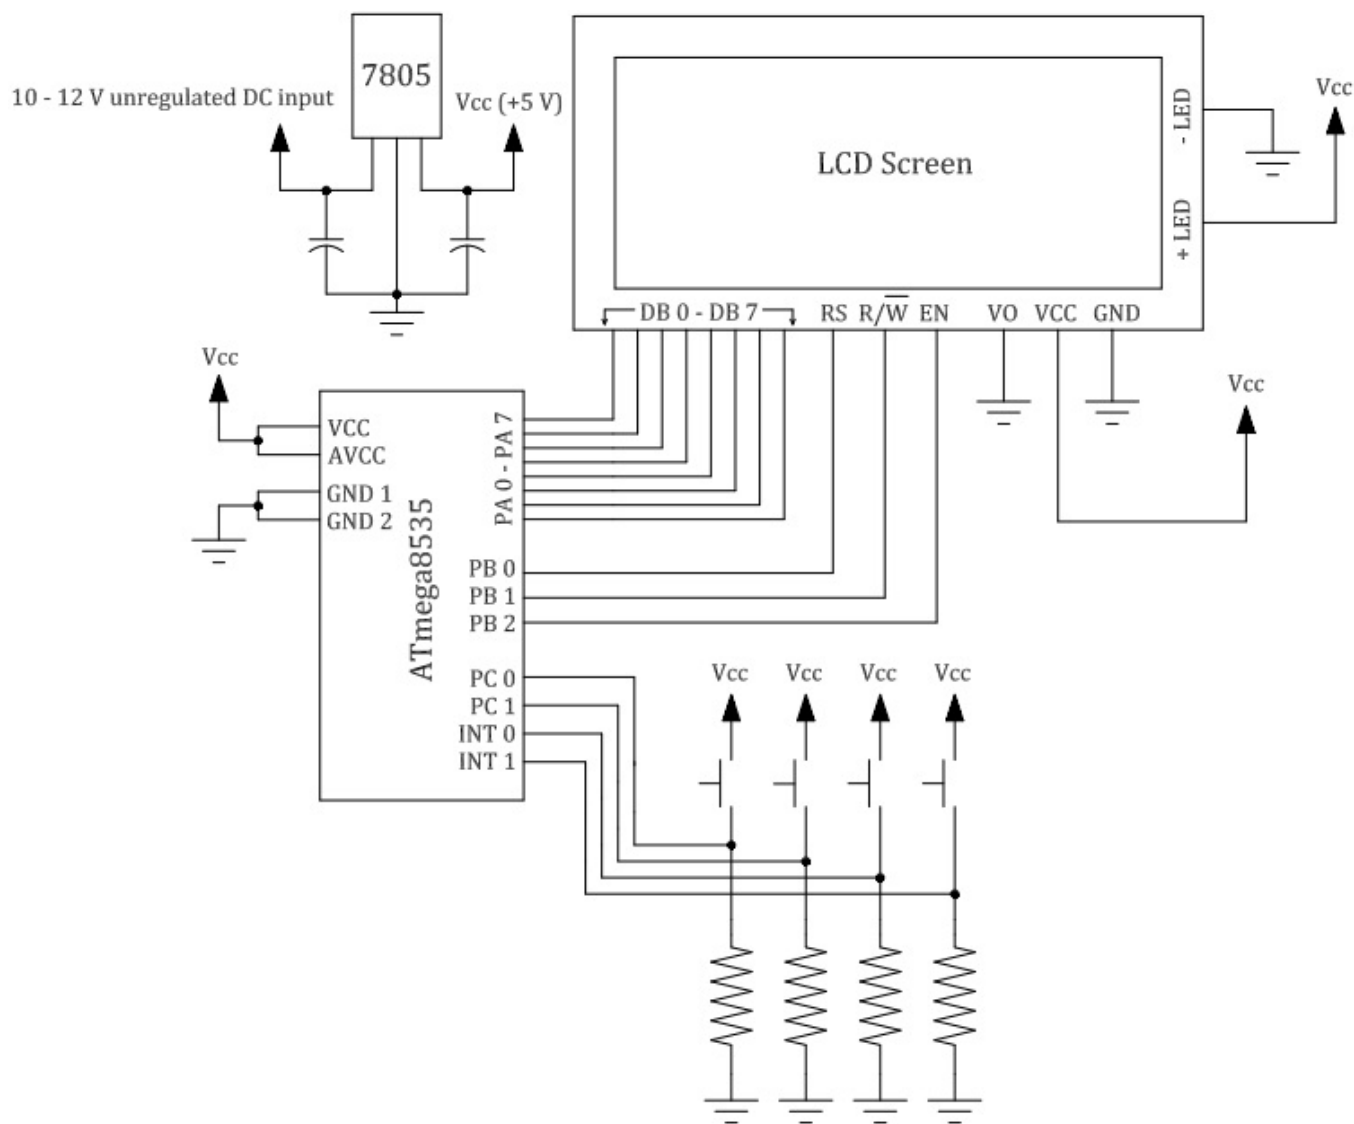 7805
10 - 12 V unregulated DC input
Vcc (+5 V)
LCD Screen
- LED
+ LED
Vcc
DB 0 - DB 7
RS R/W̅ EN
VO VCC GND
Vcc
Vcc
VCC
AVCC
GND 1
GND 2
ATmega8535
PA 0 - PA 7
PB 0
PB 1
PB 2
PC 0
PC 1
INT 0
INT 1
Vcc Vcc Vcc Vcc